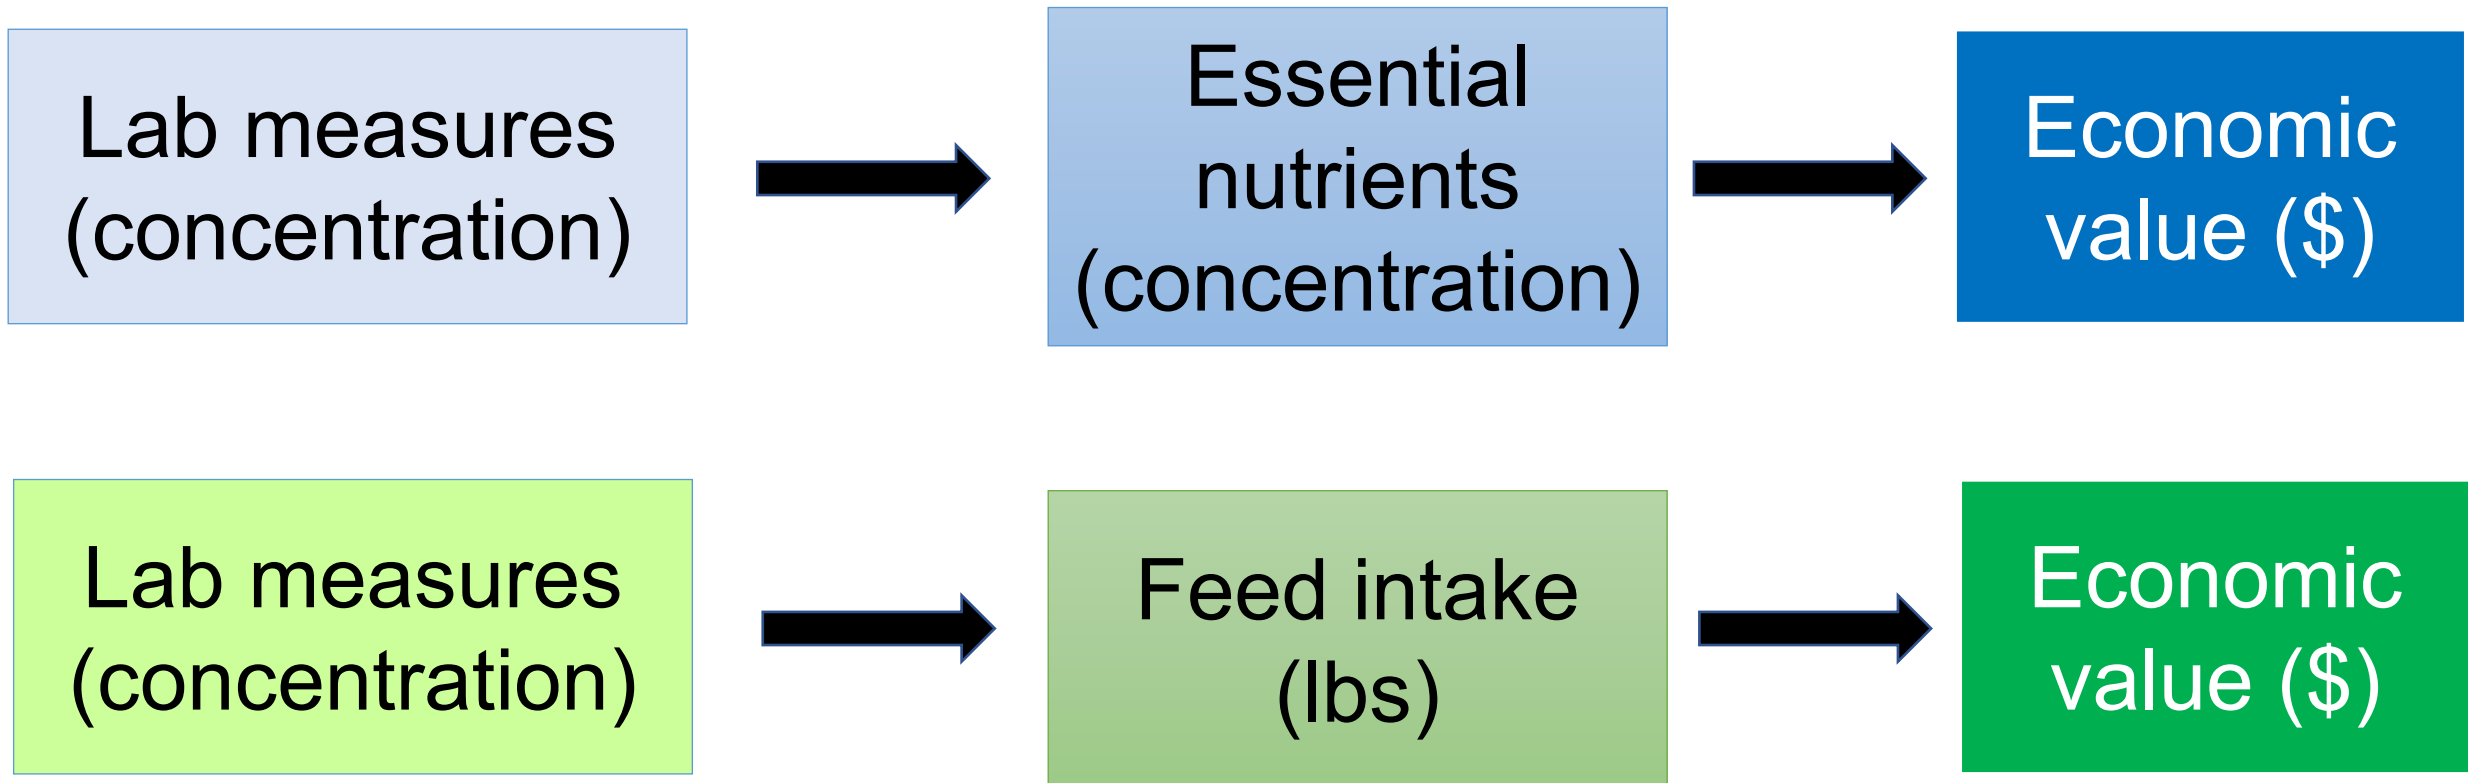 Lab measures
(concentration)
Essential
nutrients
(concentration)
Economic
value ($)
Lab measures
(concentration)
Feed intake
(lbs)
Economic
value ($)